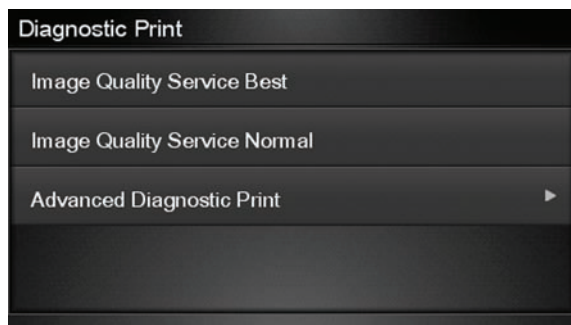 Diagnostic Print
Image Quality Service Best
Image Quality Service Normal
Advanced Diagnostic Print